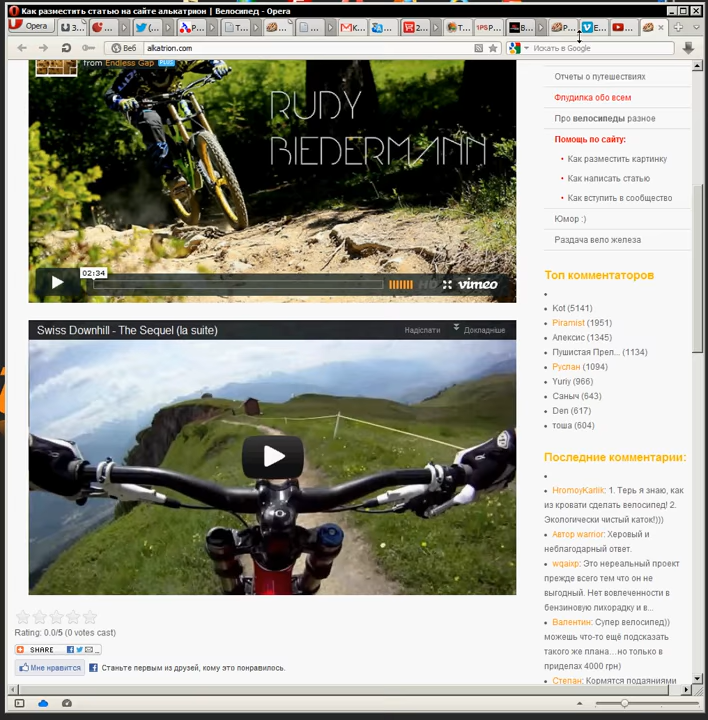 Как разместить статью на сайте алькатрион | Велосипед - Opera
Opera
Веб
alkatrion.com
Искать в Google
from Endless Gap PLUS
RUDY
BIEDERMANN
02:34
HD
vimeo
Swiss Downhill - The Sequel (la suite)
Надіслати
Докладніше
Rating: 0.0/5 (0 votes cast)
SHARE
Мне нравится
Станьте первым из друзей, кому это понравилось.
Отчеты о путешествиях
Флудилка обо всем
Про велосипеды разное
Помощь по сайту:
Как разместить картинку
Как написать статью
Как вступить в сообщество
Юмор :)
Раздача вело железа
Топ комментаторов
Kot (5141)
Piramist (1951)
Алексис (1345)
Пушистая Прел... (1134)
Руслан (1094)
Yuriy (966)
Саныч (643)
Den (617)
тоша (604)
Последние комментарии:
HromoyKarlik: 1. Терь я знаю, как
из кровати сделать велосипед! 2.
Экологически чистый каток!)))
Автор warrior: Херовый и
неблагодарный ответ.
wqaixp: Это нереальный проект
прежде всего тем что он не
выгодный. Нет вовлеченности в
бензиновую пихорадку и в...
Валентин: Супер велосипед))
можешь что-то ещё подсказать
такого же плана...но только в
приделах 4000 грн)
Степан: Кормятся подаяниями